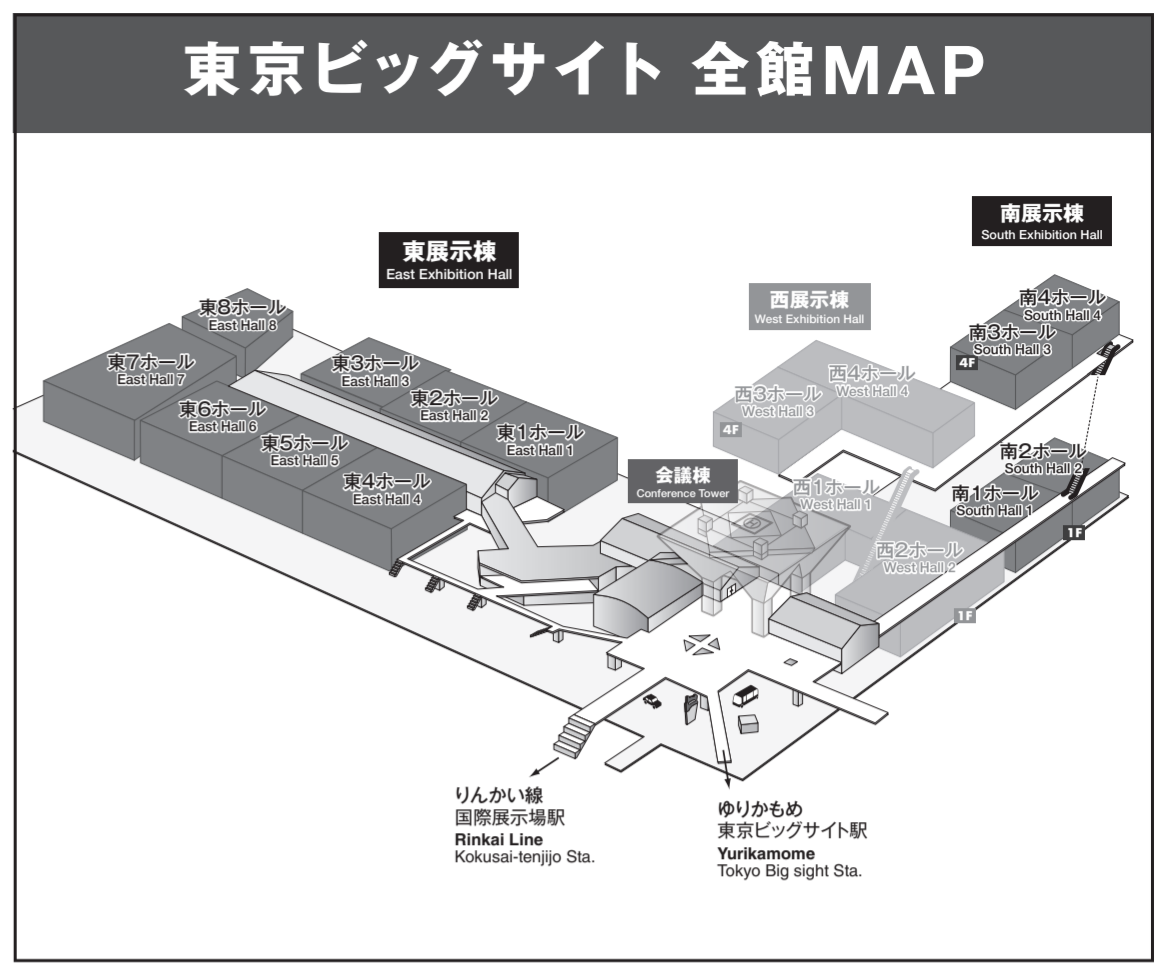 東京ビッグサイト 全館MAP
南展示棟
South Exhibition Hall
東展示棟
East Exhibition Hall
西展示棟
West Exhibition Hall
南4ホール
South Hall 4
南3ホール
South Hall 3
4F
東8ホール
East Hall 8
東7ホール
East Hall 7
東3ホール
East Hall 3
東2ホール
East Hall 2
東1ホール
East Hall 1
東6ホール
East Hall 6
東5ホール
East Hall 5
東4ホール
East Hall 4
西4ホール
West Hall 4
西3ホール
West Hall 3
4F
会議棟
Conference Tower
西1ホール
West Hall 1
西2ホール
West Hall 2
1F
南2ホール
South Hall 2
南1ホール
South Hall 1
1F
りんかい線
国際展示場駅
Rinkai Line
Kokusai-tenjijo Sta.
ゆりかもめ
東京ビッグサイト駅
Yurikamome
Tokyo Big sight Sta.